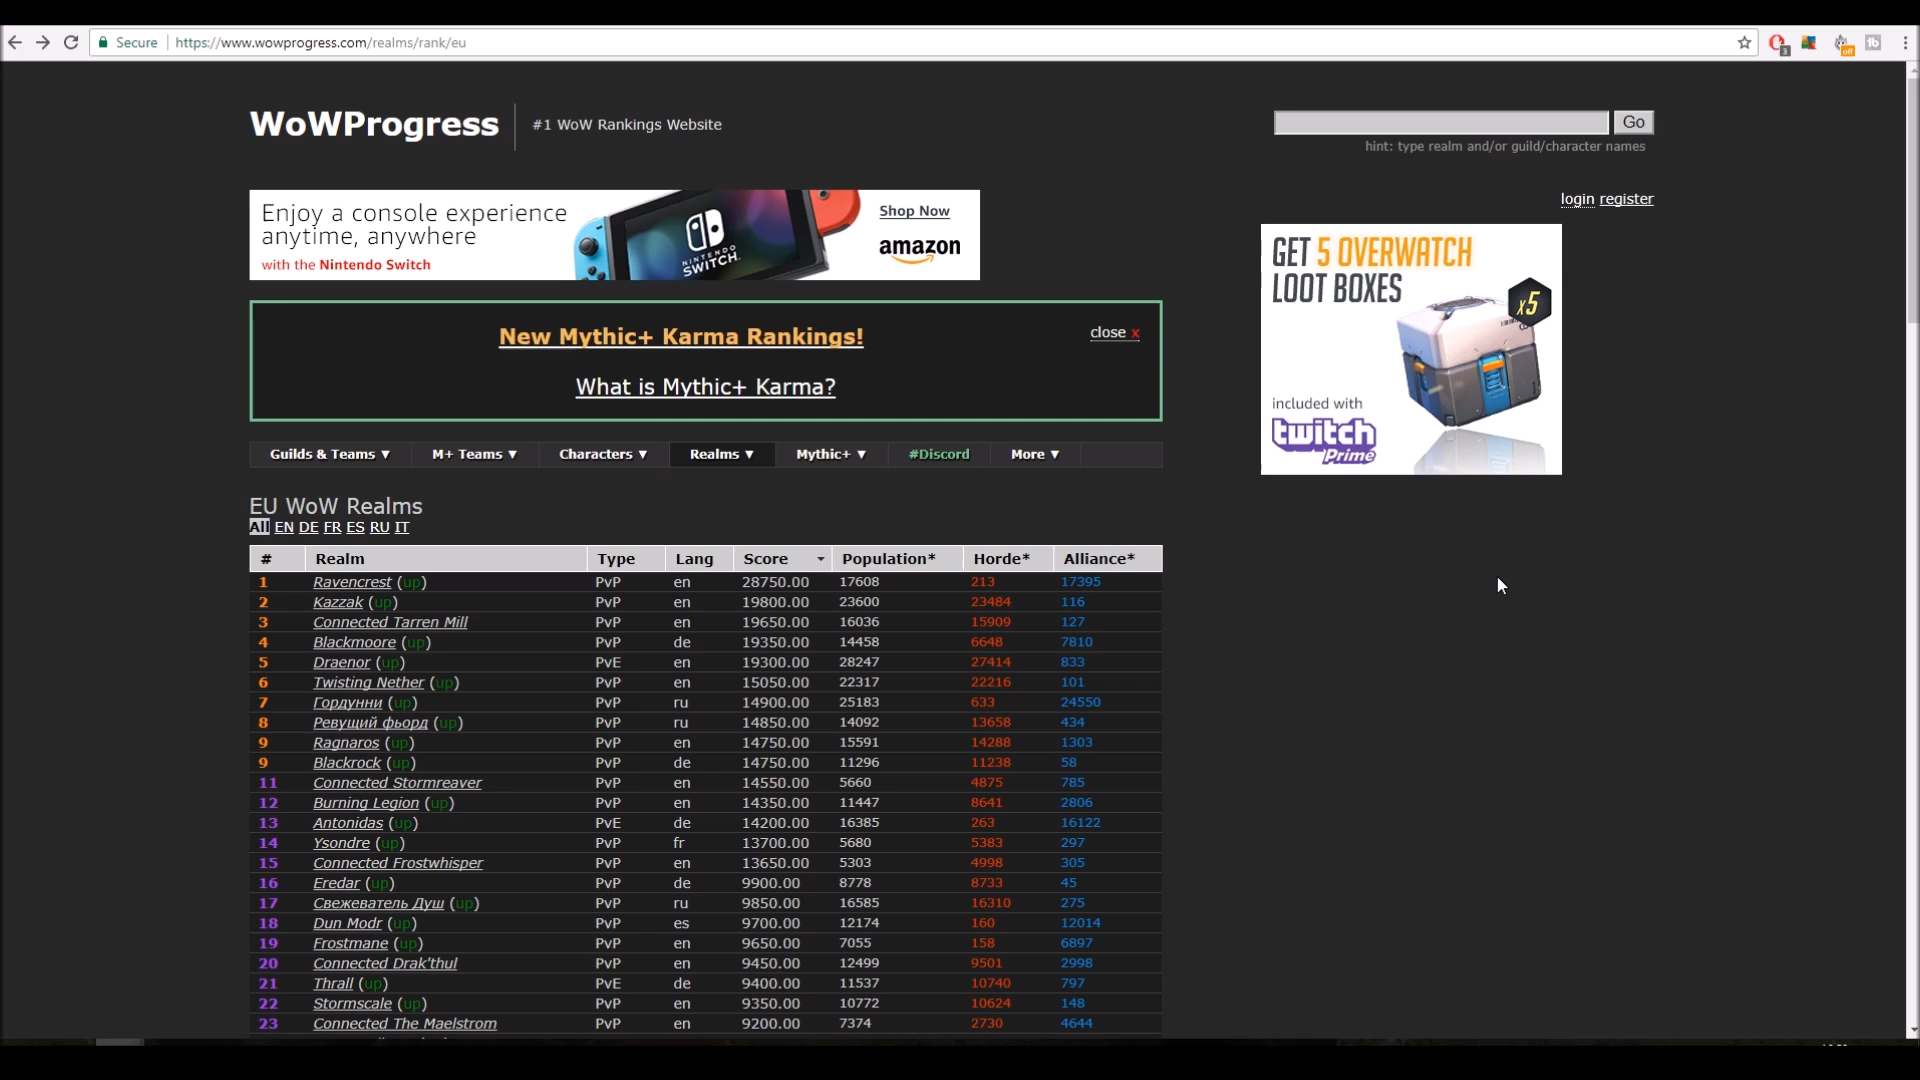 Secure https://www.wowprogress.com/realms/rank/eu
WoWProgress #1 WoW Rankings Website
Go
hint: type realm and/or guild/character names
login register
Enjoy a console experience
anytime, anywhere
with the Nintendo Switch
NINTENDO
SWITCH
Shop Now
amazon
GET 5 OVERWATCH
LOOT BOXES
x5
included with
twitch
Prime
New Mythic+ Karma Rankings!
close x
What is Mythic+ Karma?
Guilds & Teams ▼ M+ Teams ▼ Characters ▼ Realms ▼ Mythic+ ▼ #Discord More ▼
EU WoW Realms
All EN DE FR ES RU IT
# Realm Type Lang Score Population* Horde* Alliance*
1 Ravencrest (up) PvP en 28750.00 17608 213 17395
2 Kazzak (up) PvP en 19800.00 23600 23484 116
3 Connected Tarren Mill PvP en 19650.00 16036 15909 127
4 Blackmoore (up) PvP de 19350.00 14458 6648 7810
5 Draenor (up) PvE en 19300.00 28247 27414 833
6 Twisting Nether (up) PvP en 15050.00 22317 22216 101
7 Гордунни (up) PvP ru 14900.00 25183 633 24550
8 Ревущий фьорд (up) PvP ru 14850.00 14092 13658 434
9 Ragnaros (up) PvP en 14750.00 15591 14288 1303
9 Blackrock (up) PvP de 14750.00 11296 11238 58
11 Connected Stormreaver PvP en 14550.00 5660 4875 785
12 Burning Legion (up) PvP en 14350.00 11447 8641 2806
13 Antonidas (up) PvE de 14200.00 16385 263 16122
14 Ysondre (up) PvP fr 13700.00 5680 5383 297
15 Connected Frostwhisper PvP en 13650.00 5303 4998 305
16 Eredar (up) PvP de 9900.00 8778 8733 45
17 Свежеватель Душ (up) PvP ru 9850.00 16585 16310 275
18 Dun Modr (up) PvP es 9700.00 12174 160 12014
19 Frostmane (up) PvP en 9650.00 7055 158 6897
20 Connected Drak'thul PvP en 9450.00 12499 9501 2998
21 Thrall (up) PvE de 9400.00 11537 10740 797
22 Stormscale (up) PvP en 9350.00 10772 10624 148
23 Connected The Maelstrom PvP en 9200.00 7374 2730 4644